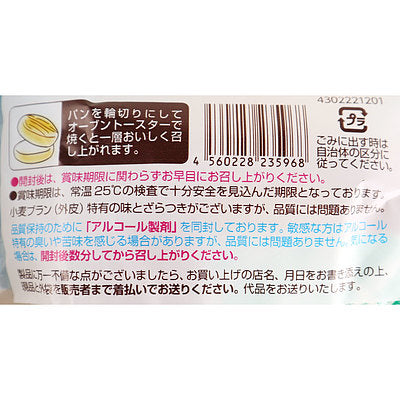 パンを輪切りにして
オーブントースターで
焼くと一層おいしく召
し上がれます。
4 560228 235968
4302221201
プラ
ごみに出す時は
自治体の区分に
従ってください。
●開封後は、賞味期限に関わらずお早目にお召し上がりください。
●賞味期限は、常温25℃の検査で十分安全を見込んだ期限となっております。
小麦ブラン（外皮）特有の味とざらつきがございますが、品質には問題ありません。
品質保持のために「アルコール製剤」を同封しております。敏感な方はアルコール
特有の臭いや苦味を感じる場合がありますが、品質には問題ありません。気になる
場合は、開封後数分してから召し上がりください。
製品に万一不備な点がございましたら、お買い上げの店名、月日をお書き添えの上、
現品と外袋を販売者まで着払いでお送りください。代品をお送りいたします。